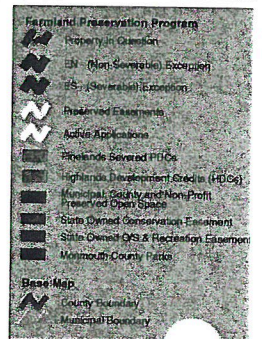 Farmland Preservation Program
Property In Question
EN - (Non-Severable) Exception
ES - (Severable) Exception
Preserved Easements
Active Applications
Pinelands Severed PDCs
Highlands Development Credits (HDCs)
Municipal, County and Non-Profit
Preserved Open Space
State Owned Conservation Easement
State Owned O/S & Recreation Easement
Monmouth County Parks
Base Map
County Boundary
Municipal Boundary